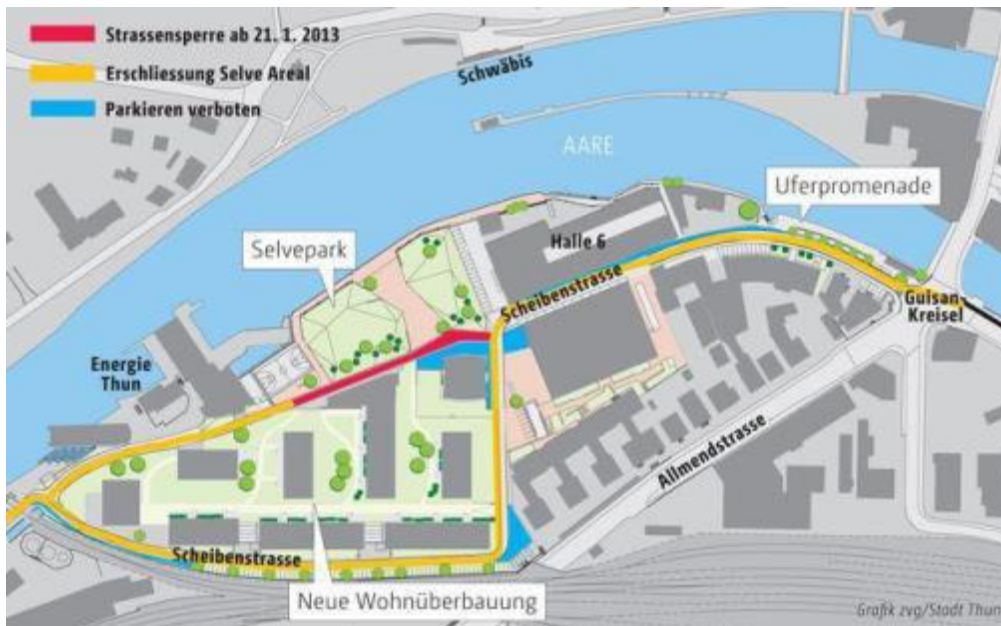 Strassensperre ab 21. 1. 2013
Erschliessung Selve Areal
Parkieren verboten
Schwäbis
AARE
Uferpromenade
Selvepark
Halle 6
Scheibenstrasse
Guisan-
Kreisel
Energie
Thun
Allmendstrasse
Scheibenstrasse
Neue Wohnüberbauung
Grafik zvg/Stadt Thun